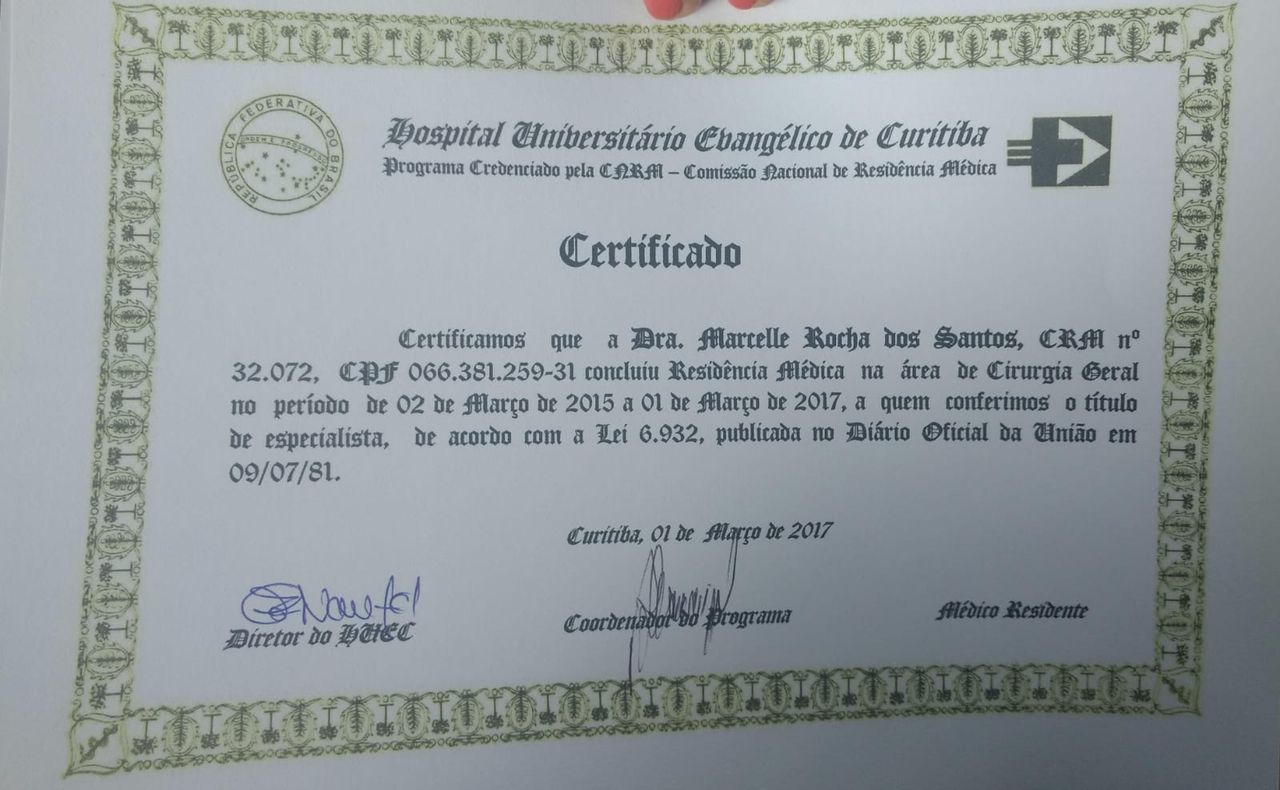 REPÚBLICA FEDERATIVA DO BRASIL
ORDEM E PROGRESSO
Hospital Universitário Evangélico de Curitiba
Programa Credenciado pela CNRM – Comissão Nacional de Residência Médica
Certificado
Certificamos que a Dra. Marcelle Rocha dos Santos, CRM nº
32.072, CPF 066.381.259-31 concluiu Residência Médica na área de Cirurgia Geral
no período de 02 de Março de 2015 a 01 de Março de 2017, a quem conferimos o título
de especialista, de acordo com a Lei 6.932, publicada no Diário Oficial da União em
09/07/81.
Curitiba, 01 de Março de 2017
Diretor do HUEC
Coordenador do Programa
Médico Residente